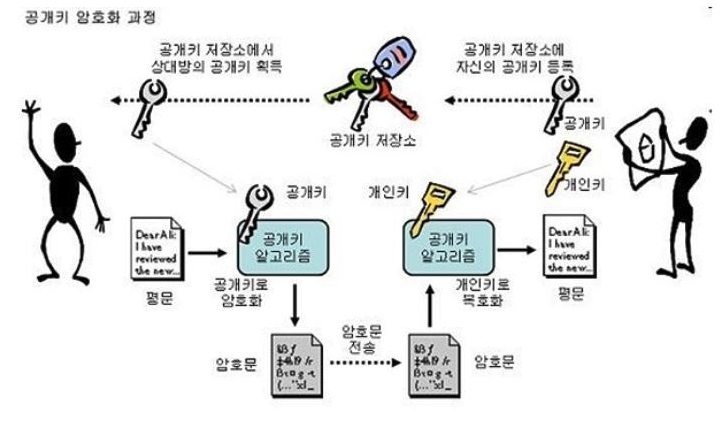 공개키 암호화 과정
공개키 저장소에서
상대방의 공개키 획득
공개키 저장소에
자신의 공개키 등록
공개키 저장소
공개키
개인키
공개키
개인키
공개키
알고리즘
공개키
알고리즘
DearAli:
I have
reviewed
the new...
평문
공개키로
암호화
개인키로
복호화
DearAli:
I have
reviewed
the new...
평문
암호문
암호문
전송
암호문